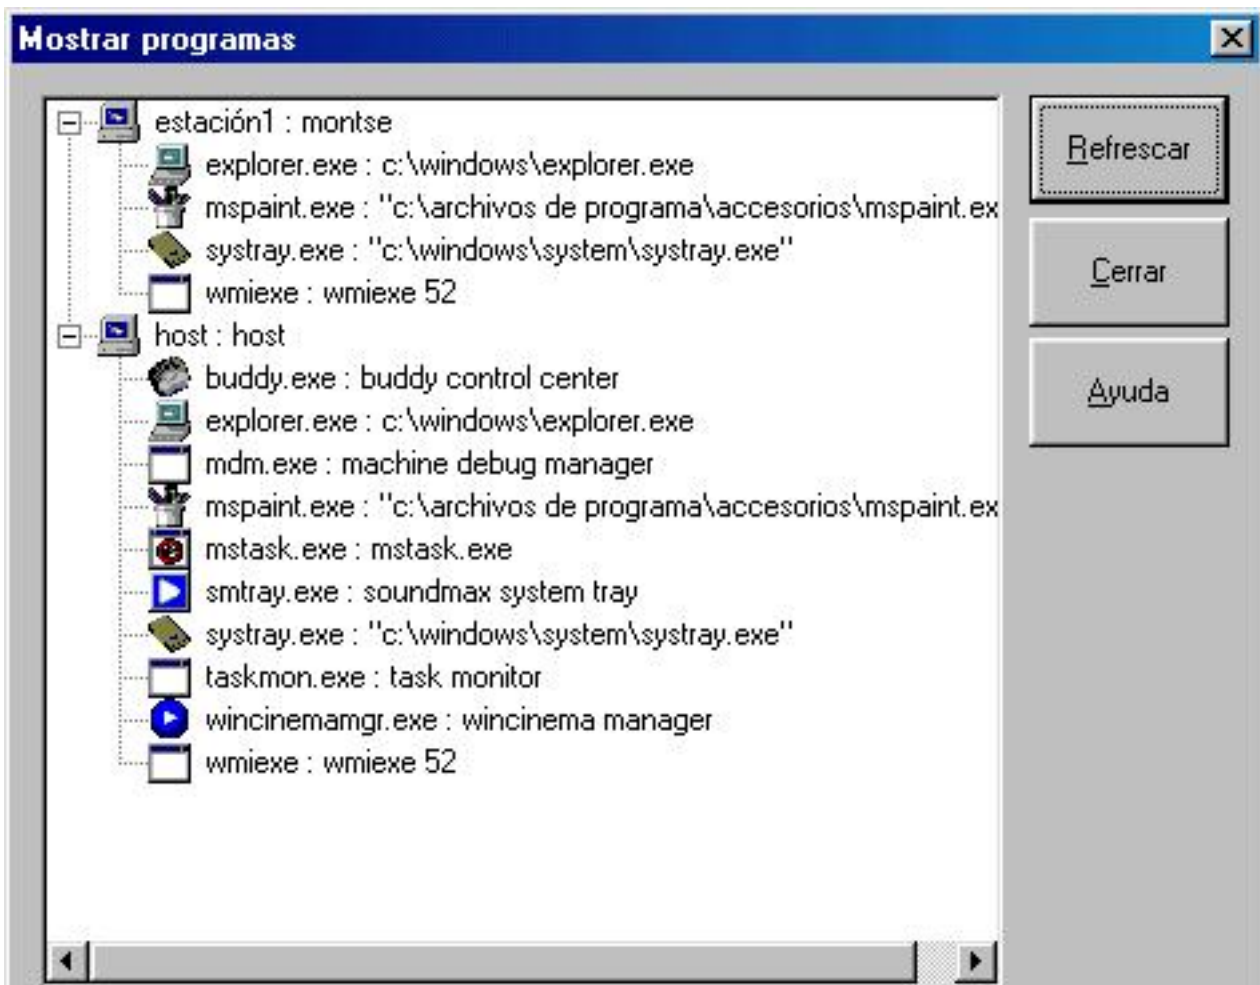 Mostrar programas
estación1 : montse
explorer.exe : c:\windows\explorer.exe
mspaint.exe : "c:\archivos de programa\accesorios\mspaint.ex
systray.exe : "c:\windows\system\systray.exe"
wmiexe : wmiexe 52
host : host
buddy.exe : buddy control center
explorer.exe : c:\windows\explorer.exe
mdm.exe : machine debug manager
mspaint.exe : "c:\archivos de programa\accesorios\mspaint.ex
mstask.exe : mstask.exe
smtray.exe : soundmax system tray
systray.exe : "c:\windows\system\systray.exe"
taskmon.exe : task monitor
wincinemamgr.exe : wincinema manager
wmiexe : wmiexe 52
Refrescar
Cerrar
Ayuda